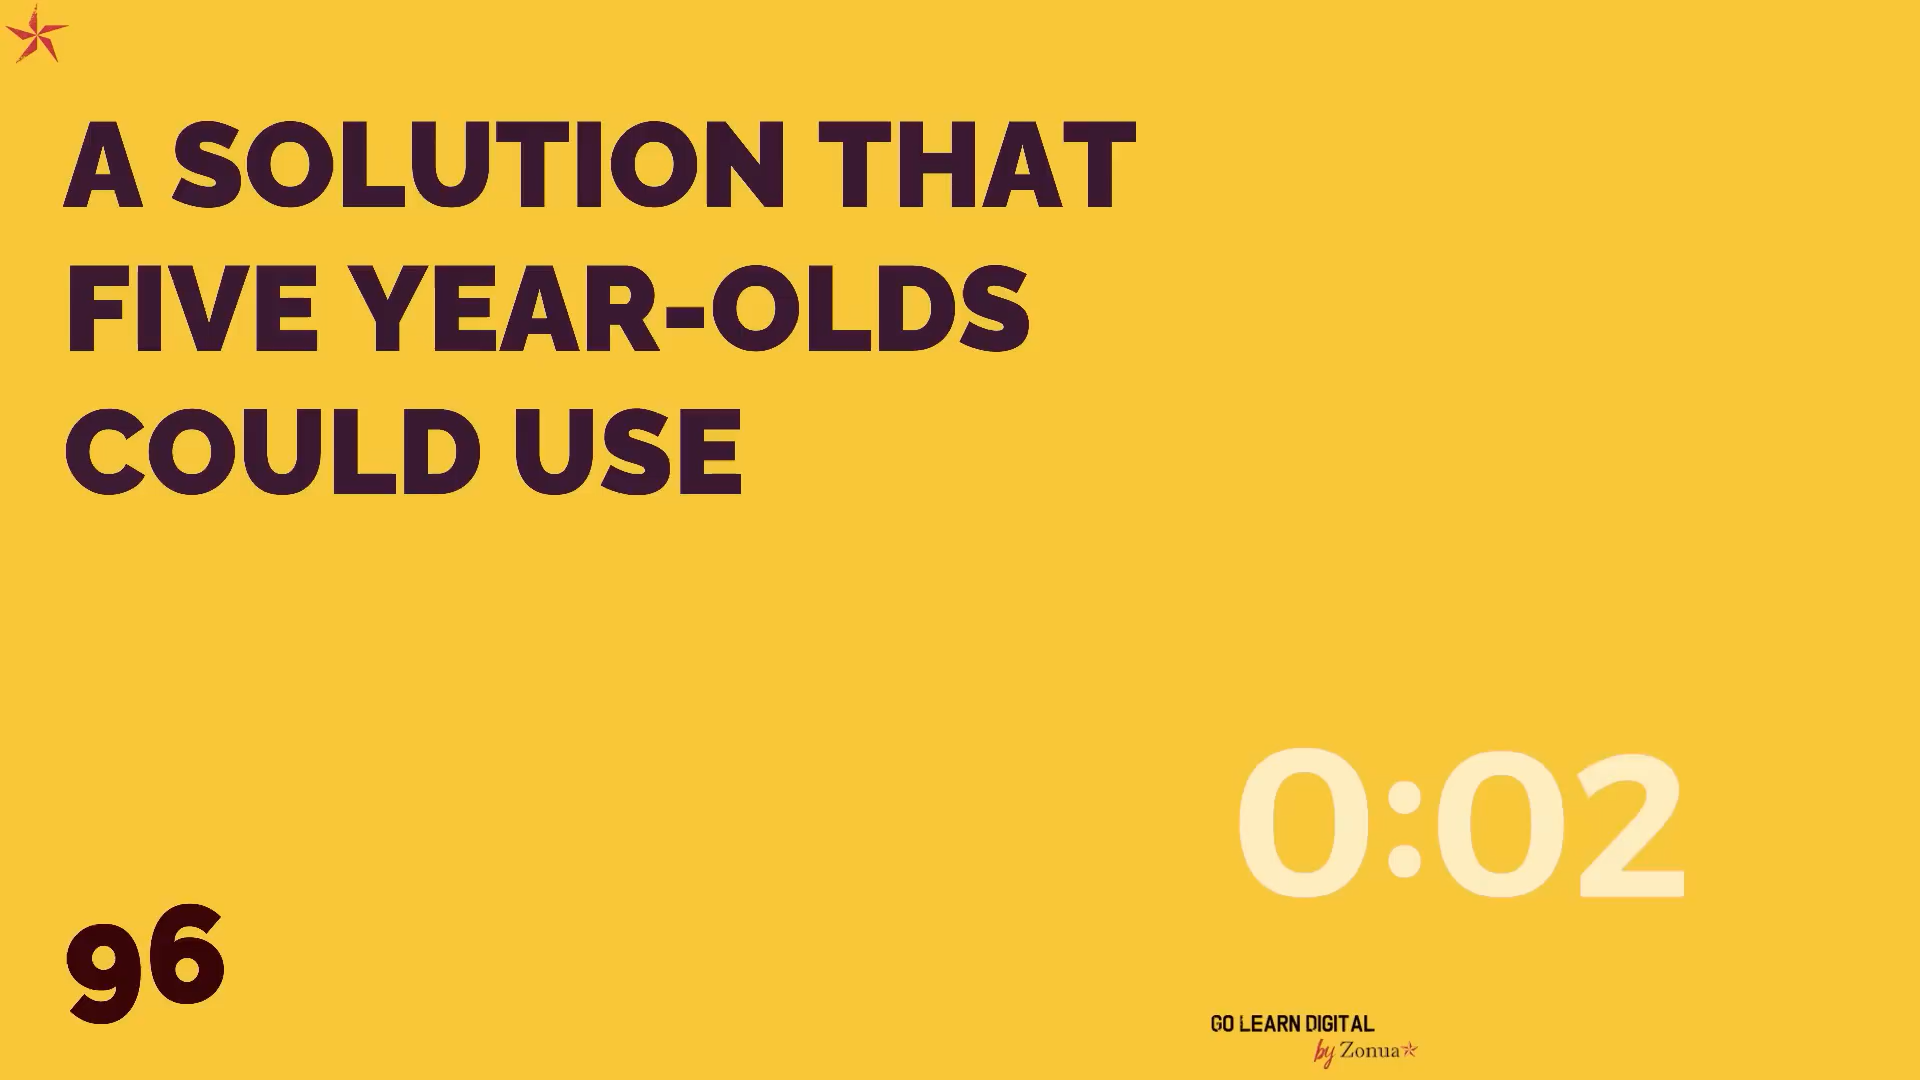 A SOLUTION THAT
FIVE YEAR-OLDS
COULD USE
0:02
96
GO LEARN DIGITAL
by Zonua